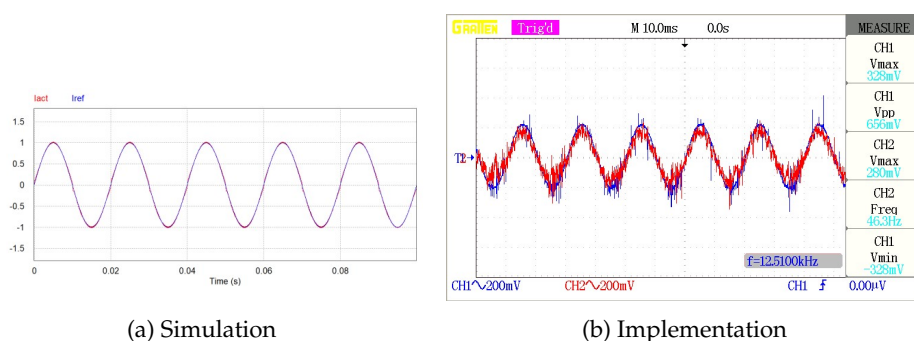 Iact Iref
1.5
1
0.5
0
-0.5
-1
-1.5
0 0.02 0.04 0.06 0.08
Time (s)
(a) Simulation
GRATTEN Trig'd M 10.0ms 0.0s MEASURE
CH1
Vmax
328mV
CH1
Vpp
656mV
CH2
Vmax
280mV
CH2
Freq
46.3Hz
CH1
Vmin
-328mV
f=12.5100kHz
CH1 200mV CH2 200mV CH1 0.00μV
(b) Implementation